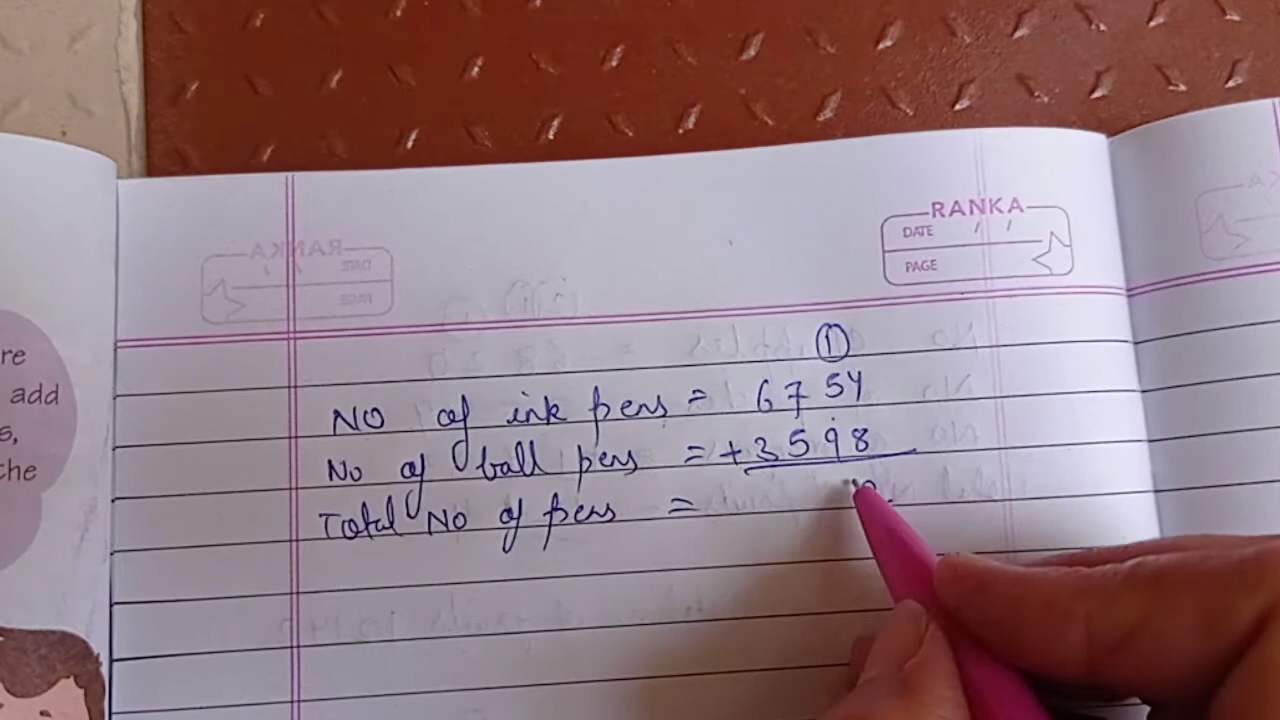 re
add
s,
the
RANKA
DATE / /
PAGE
1
NO of ink pens = 6754
No of ball pens = +3598
Total No of pens =